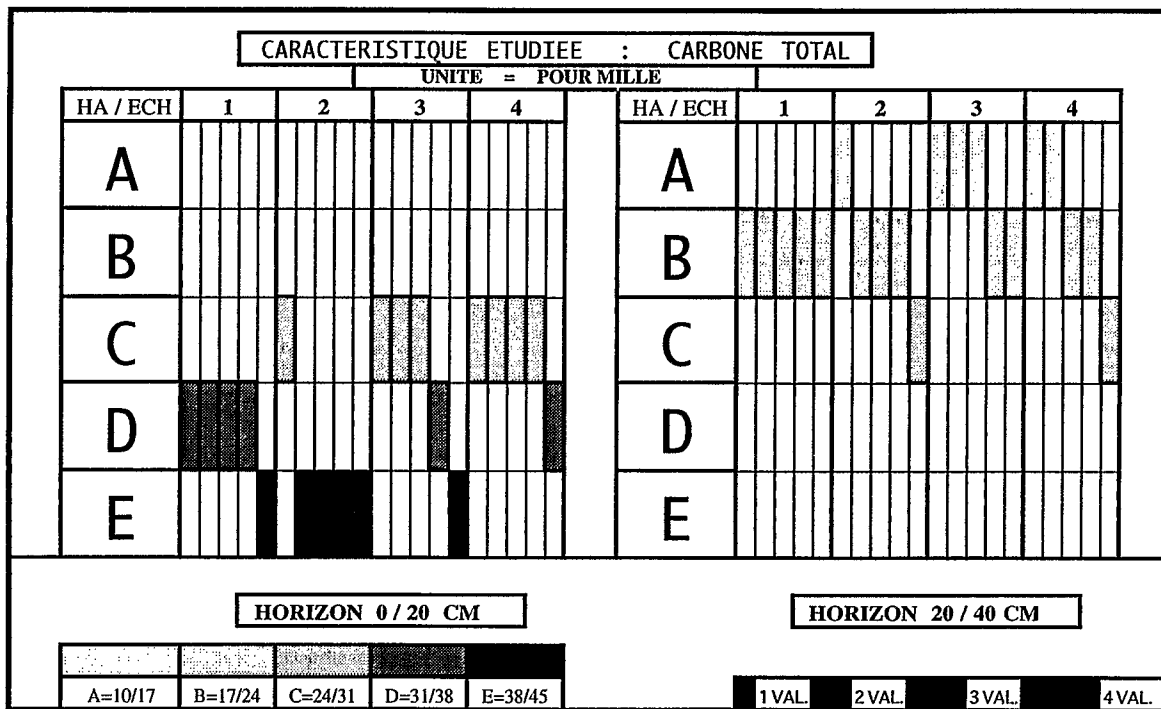 CARACTERISTIQUE ETUDIEE : CARBONE TOTAL
UNITE = POUR MILLE
HA / ECH 1 2 3 4
A
B
C
D
E
HA / ECH 1 2 3 4
A
B
C
D
E
HORIZON 0 / 20 CM
HORIZON 20 / 40 CM
A=10/17 B=17/24 C=24/31 D=31/38 E=38/45
1 VAL. 2 VAL. 3 VAL. 4 VAL.